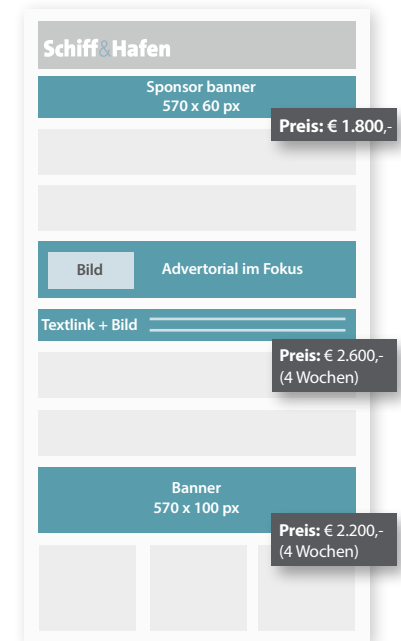 Schiff&Hafen
Sponsor banner
570 x 60 px
Preis: € 1.800,-
Bild
Advertorial im Fokus
Textlink + Bild
Preis: € 2.600,-
(4 Wochen)
Banner
570 x 100 px
Preis: € 2.200,-
(4 Wochen)